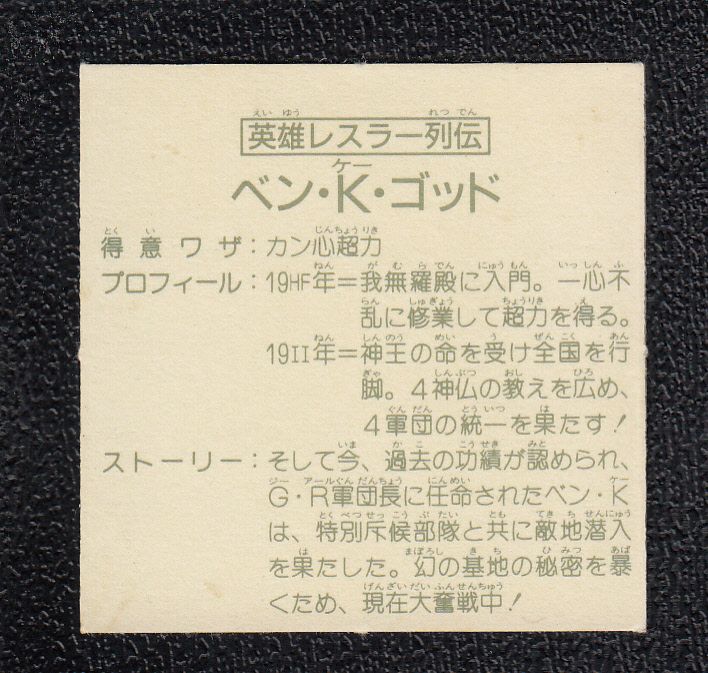 英雄レスラー列伝
ベン・K・ゴッド
得意ワザ：カン心超力
プロフィール：19HF年＝我無羅殿に入門。一心不
乱に修業して超力を得る。
19II年＝神王の命を受け全国を行
脚。4神仏の教えを広め、
4軍団の統一を果たす！
ストーリー：そして今、過去の功績が認められ、
G・R軍団長に任命されたベン・K
は、特別斥候部隊と共に敵地潜入
を果たした。幻の基地の秘密を暴
くため、現在大奮戦中！